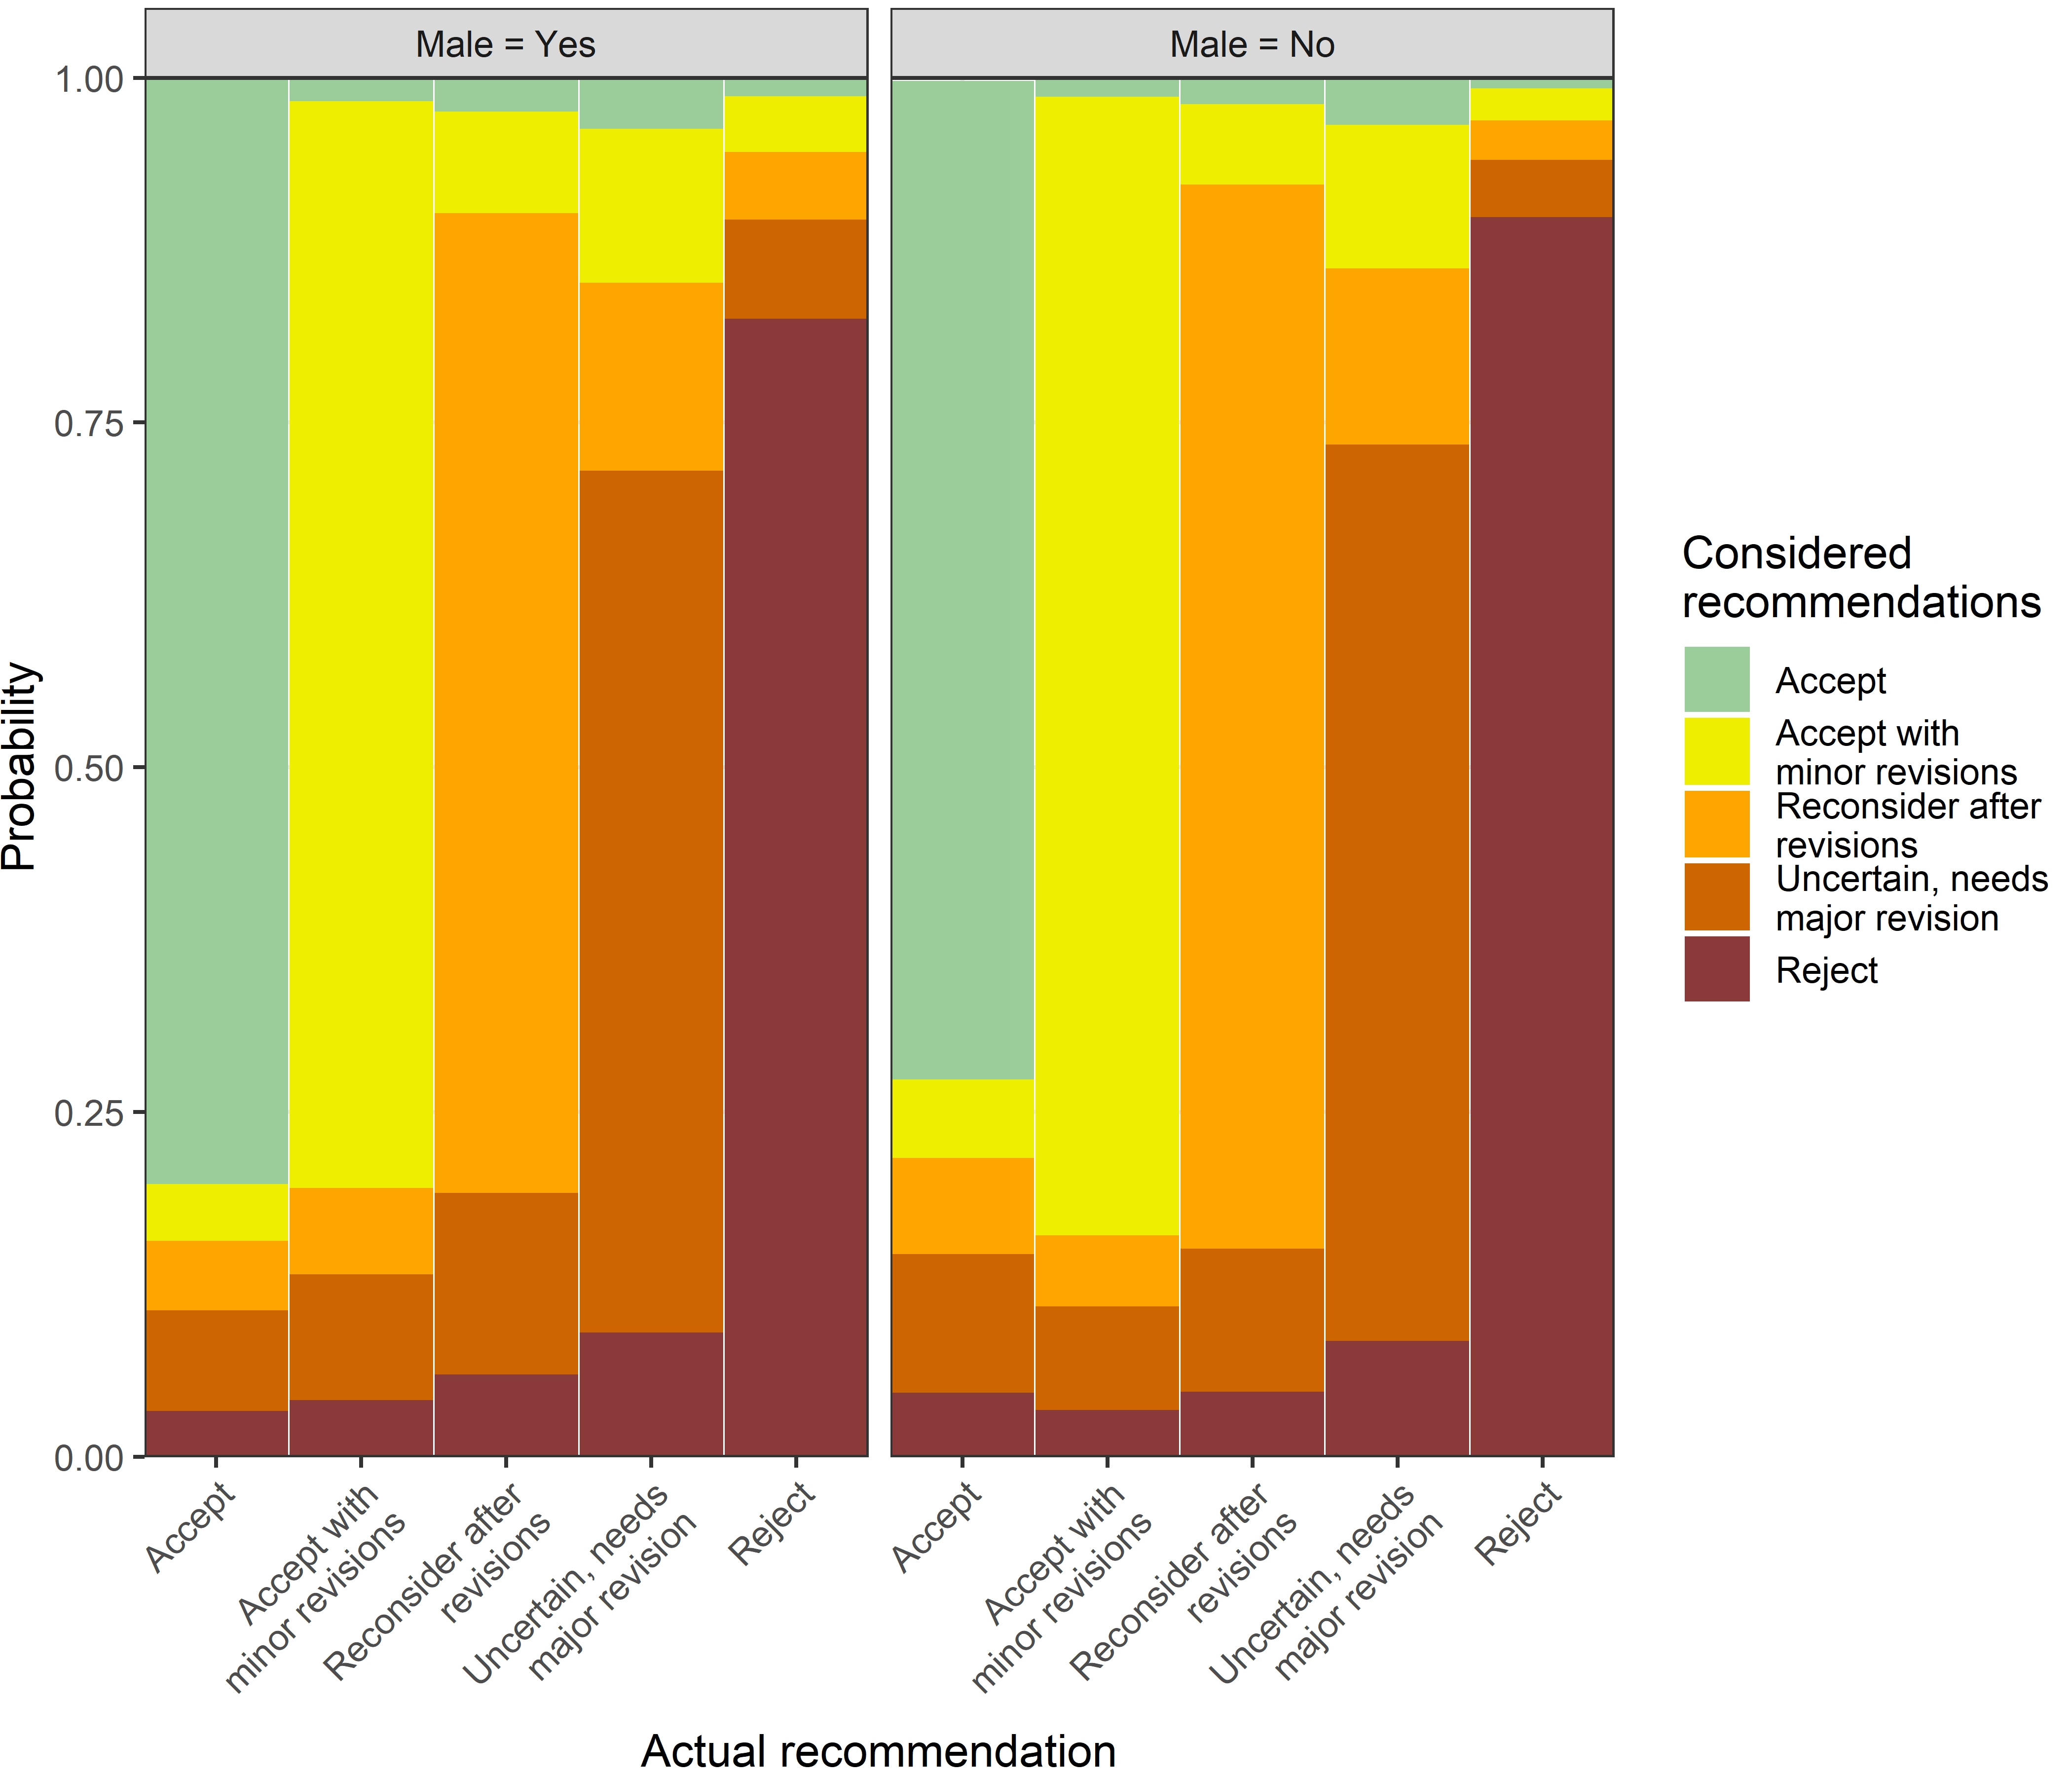 Male = Yes
Male = No
1.00
0.75
0.50
0.25
0.00
Probability
Accept
Accept with
minor revisions
Reconsider after
revisions
Uncertain, needs
major revision
Reject
Accept
Accept with
minor revisions
Reconsider after
revisions
Uncertain, needs
major revision
Reject
Actual recommendation
Considered
recommendations
Accept
Accept with
minor revisions
Reconsider after
revisions
Uncertain, needs
major revision
Reject